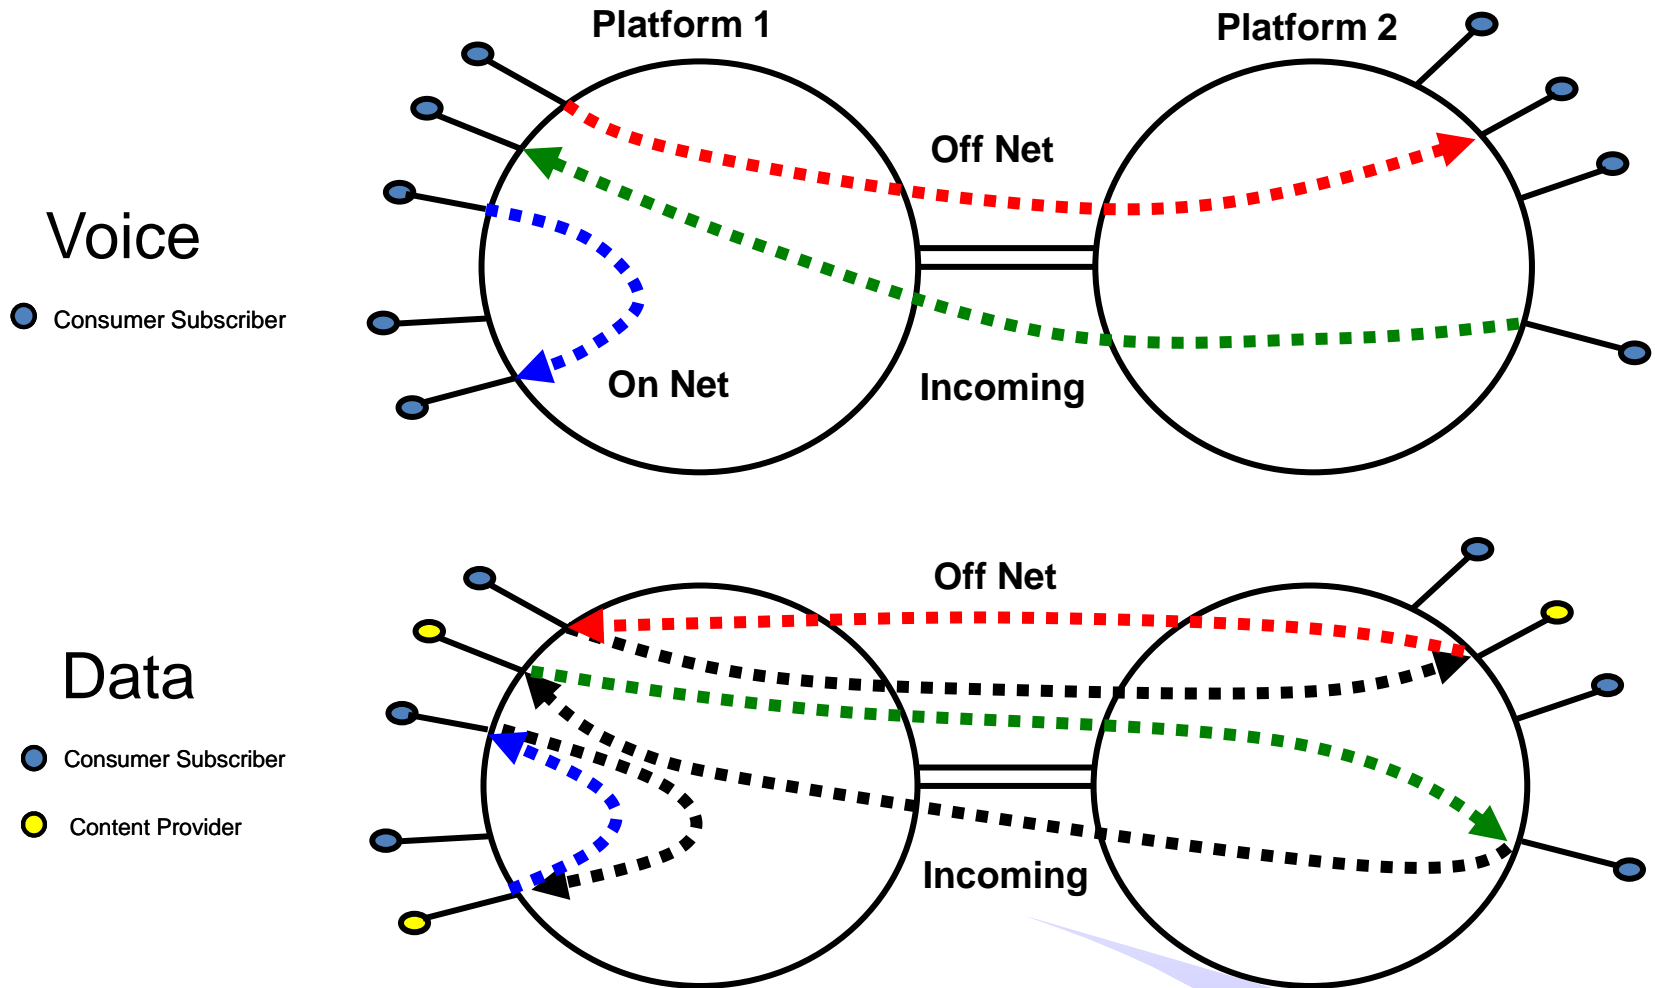 Platform 1
Platform 2
Off Net
Voice
Consumer Subscriber
On Net
Incoming
Off Net
Data
Consumer Subscriber
Content Provider
Incoming